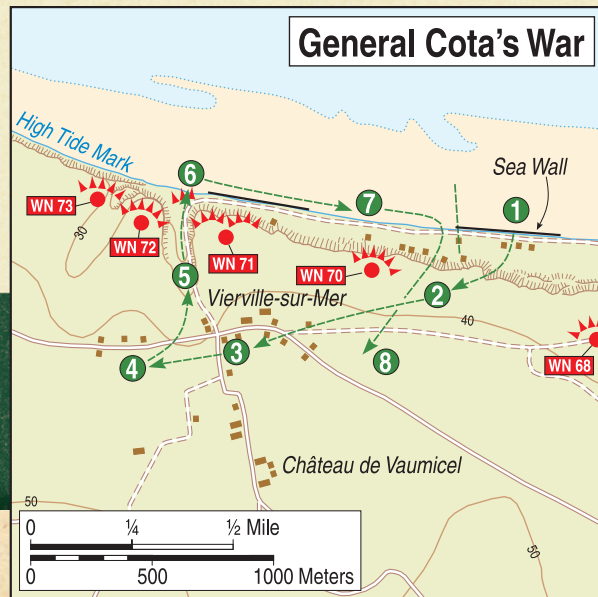 General Cota's War
High Tide Mark
Sea Wall
6
7
1
WN 73
WN 72
WN 71
WN 70
30
5
2
Vierville-sur-Mer
40
3
4
8
WN 68
Château de Vaumicel
50
50
0 ¼ ½ Mile
0 500 1000 Meters